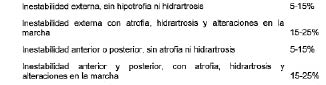 Inestabilidad externa, sin hipotrofia ni hidrartrosis 5-15%
Inestabilidad externa con atrofia, hidrartrosis y alteraciones en la
marcha 15-25%
Inestabilidad anterior o posterior, sin atrofia ni hidrartrosis 5-15%
Inestabilidad anterior y posterior, con atrofia, hidrartrosis y
alteraciones en la marcha 15-25%